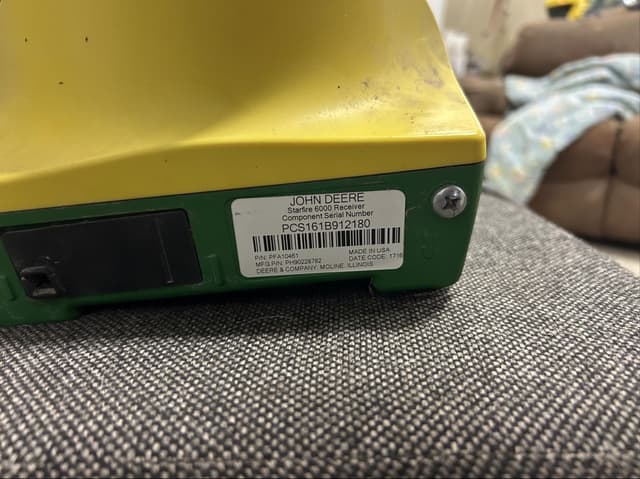 JOHN DEERE
Starfire 6000 Receiver
Component Serial Number
PCS161B912180
P/N: PFA10461 MADE IN USA
MFG P/N: PH90228782 DATE CODE: 1716
DEERE & COMPANY MOLINE, ILLINOIS